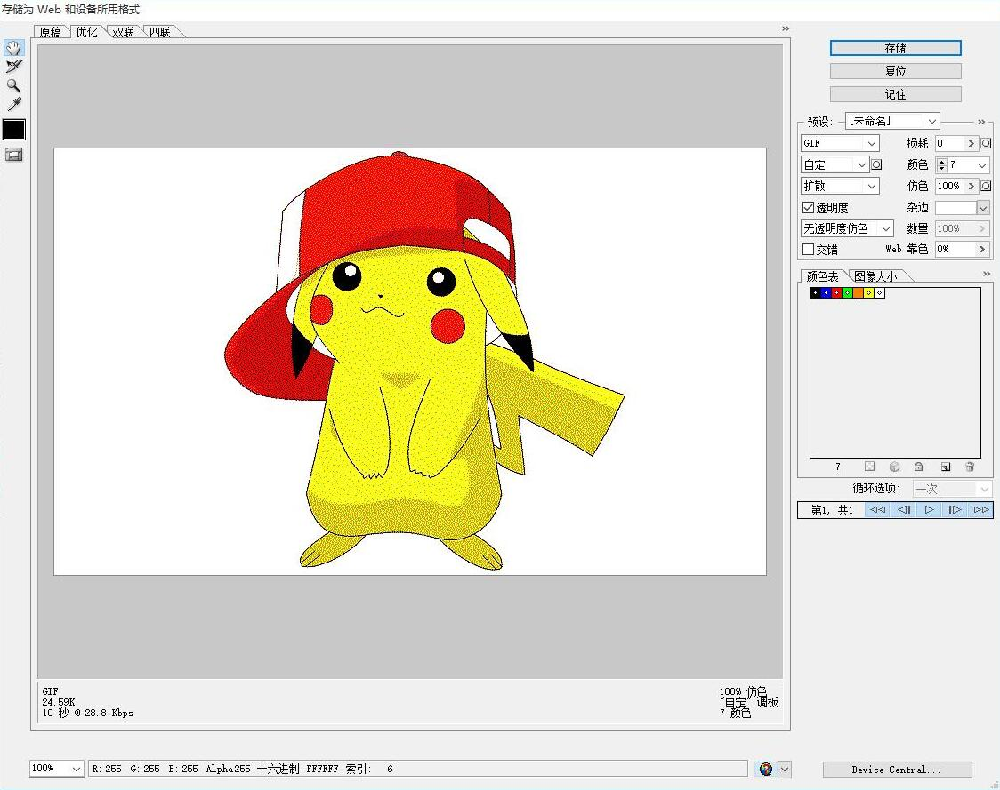 存储为 Web 和设备所用格式
原稿 优化 双联 四联
存储
复位
记住
预设: [未命名]
GIF 损耗: 0
自定 颜色: 7
扩散 仿色: 100%
透明度 杂边:
无透明度仿色 数量: 100%
交错 Web 靠色: 0%
颜色表 图像大小
7
循环选项: 一次
第1, 共1
GIF
24.59K
10 秒 @ 28.8 Kbps
100% 仿色
"自定" 调板
7 颜色
100% R: 255 G: 255 B: 255 Alpha255 十六进制 FFFFFF 索引: 6
Device Central...